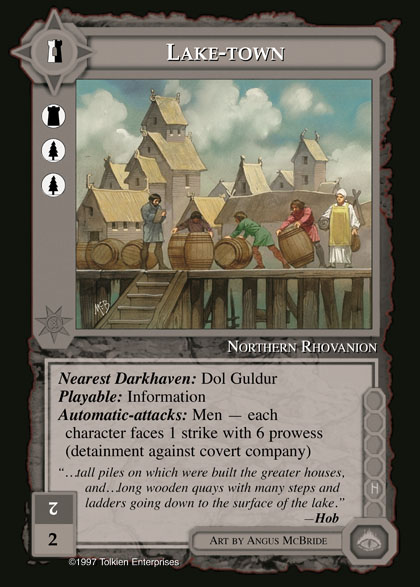 LAKE-TOWN
McB
NORTHERN RHOVANION
Nearest Darkhaven: Dol Guldur
Playable: Information
Automatic-attacks: Men — each
character faces 1 strike with 6 prowess
(detainment against covert company)
“…tall piles on which were built the greater houses,
and…long wooden quays with many steps and
ladders going down to the surface of the lake.”
—Hob
H
2
2
ART BY ANGUS MCBRIDE
©1997 Tolkien Enterprises